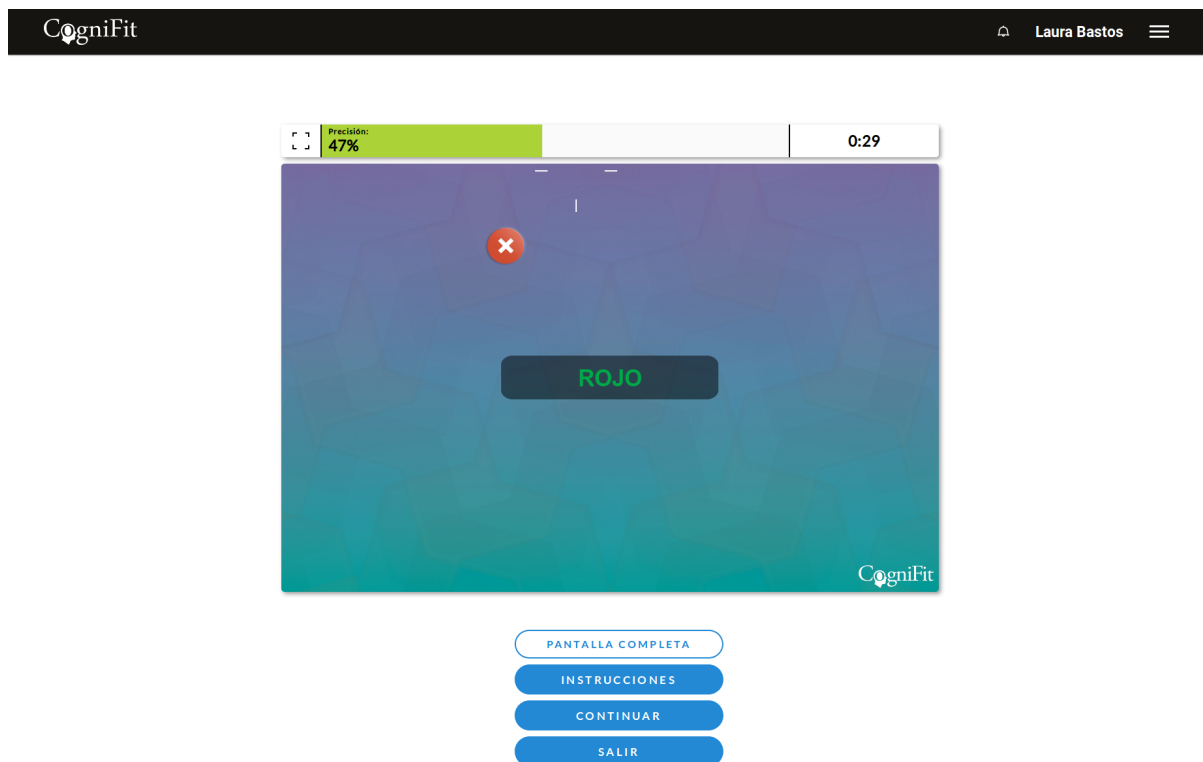 CogniFit
Laura Bastos
Precisión:
47%
0:29
ROJO
CogniFit
PANTALLA COMPLETA
INSTRUCCIONES
CONTINUAR
SALIR